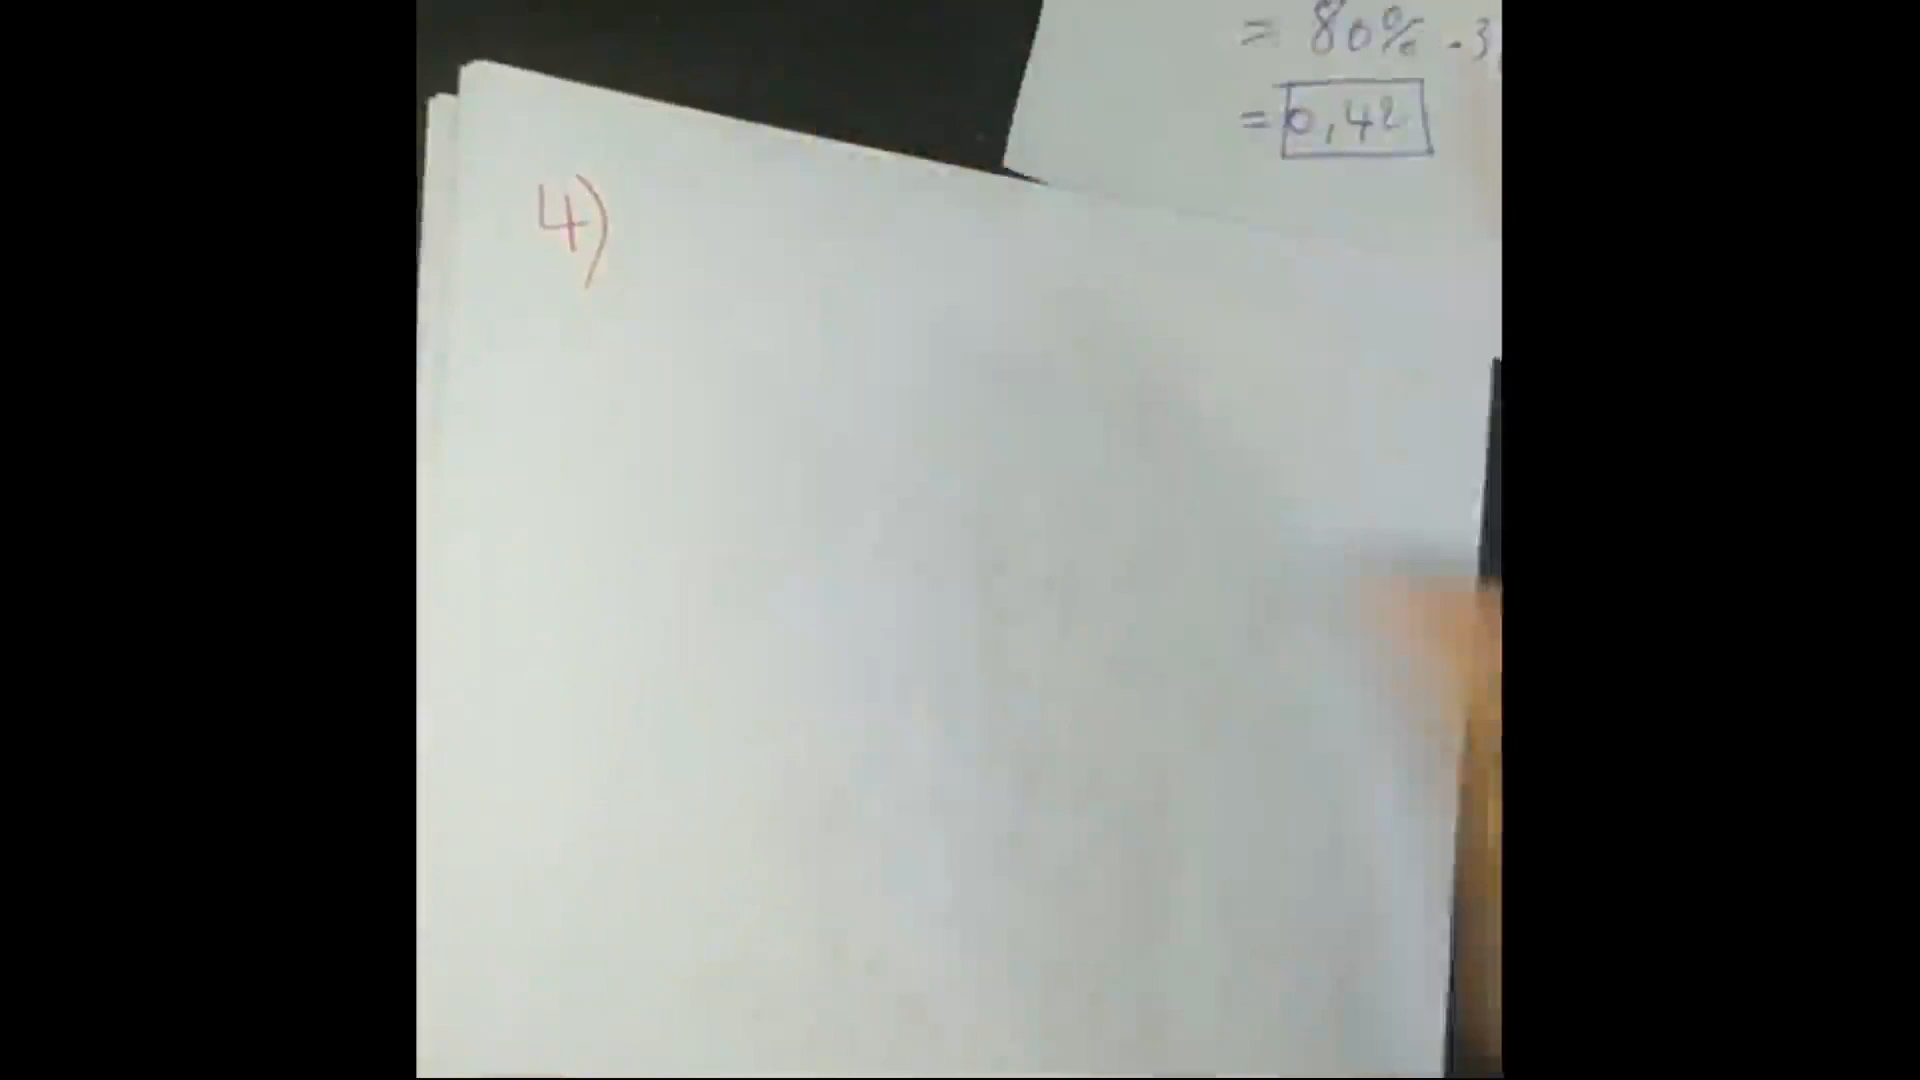 = 80% . 3
= 0,42
4)